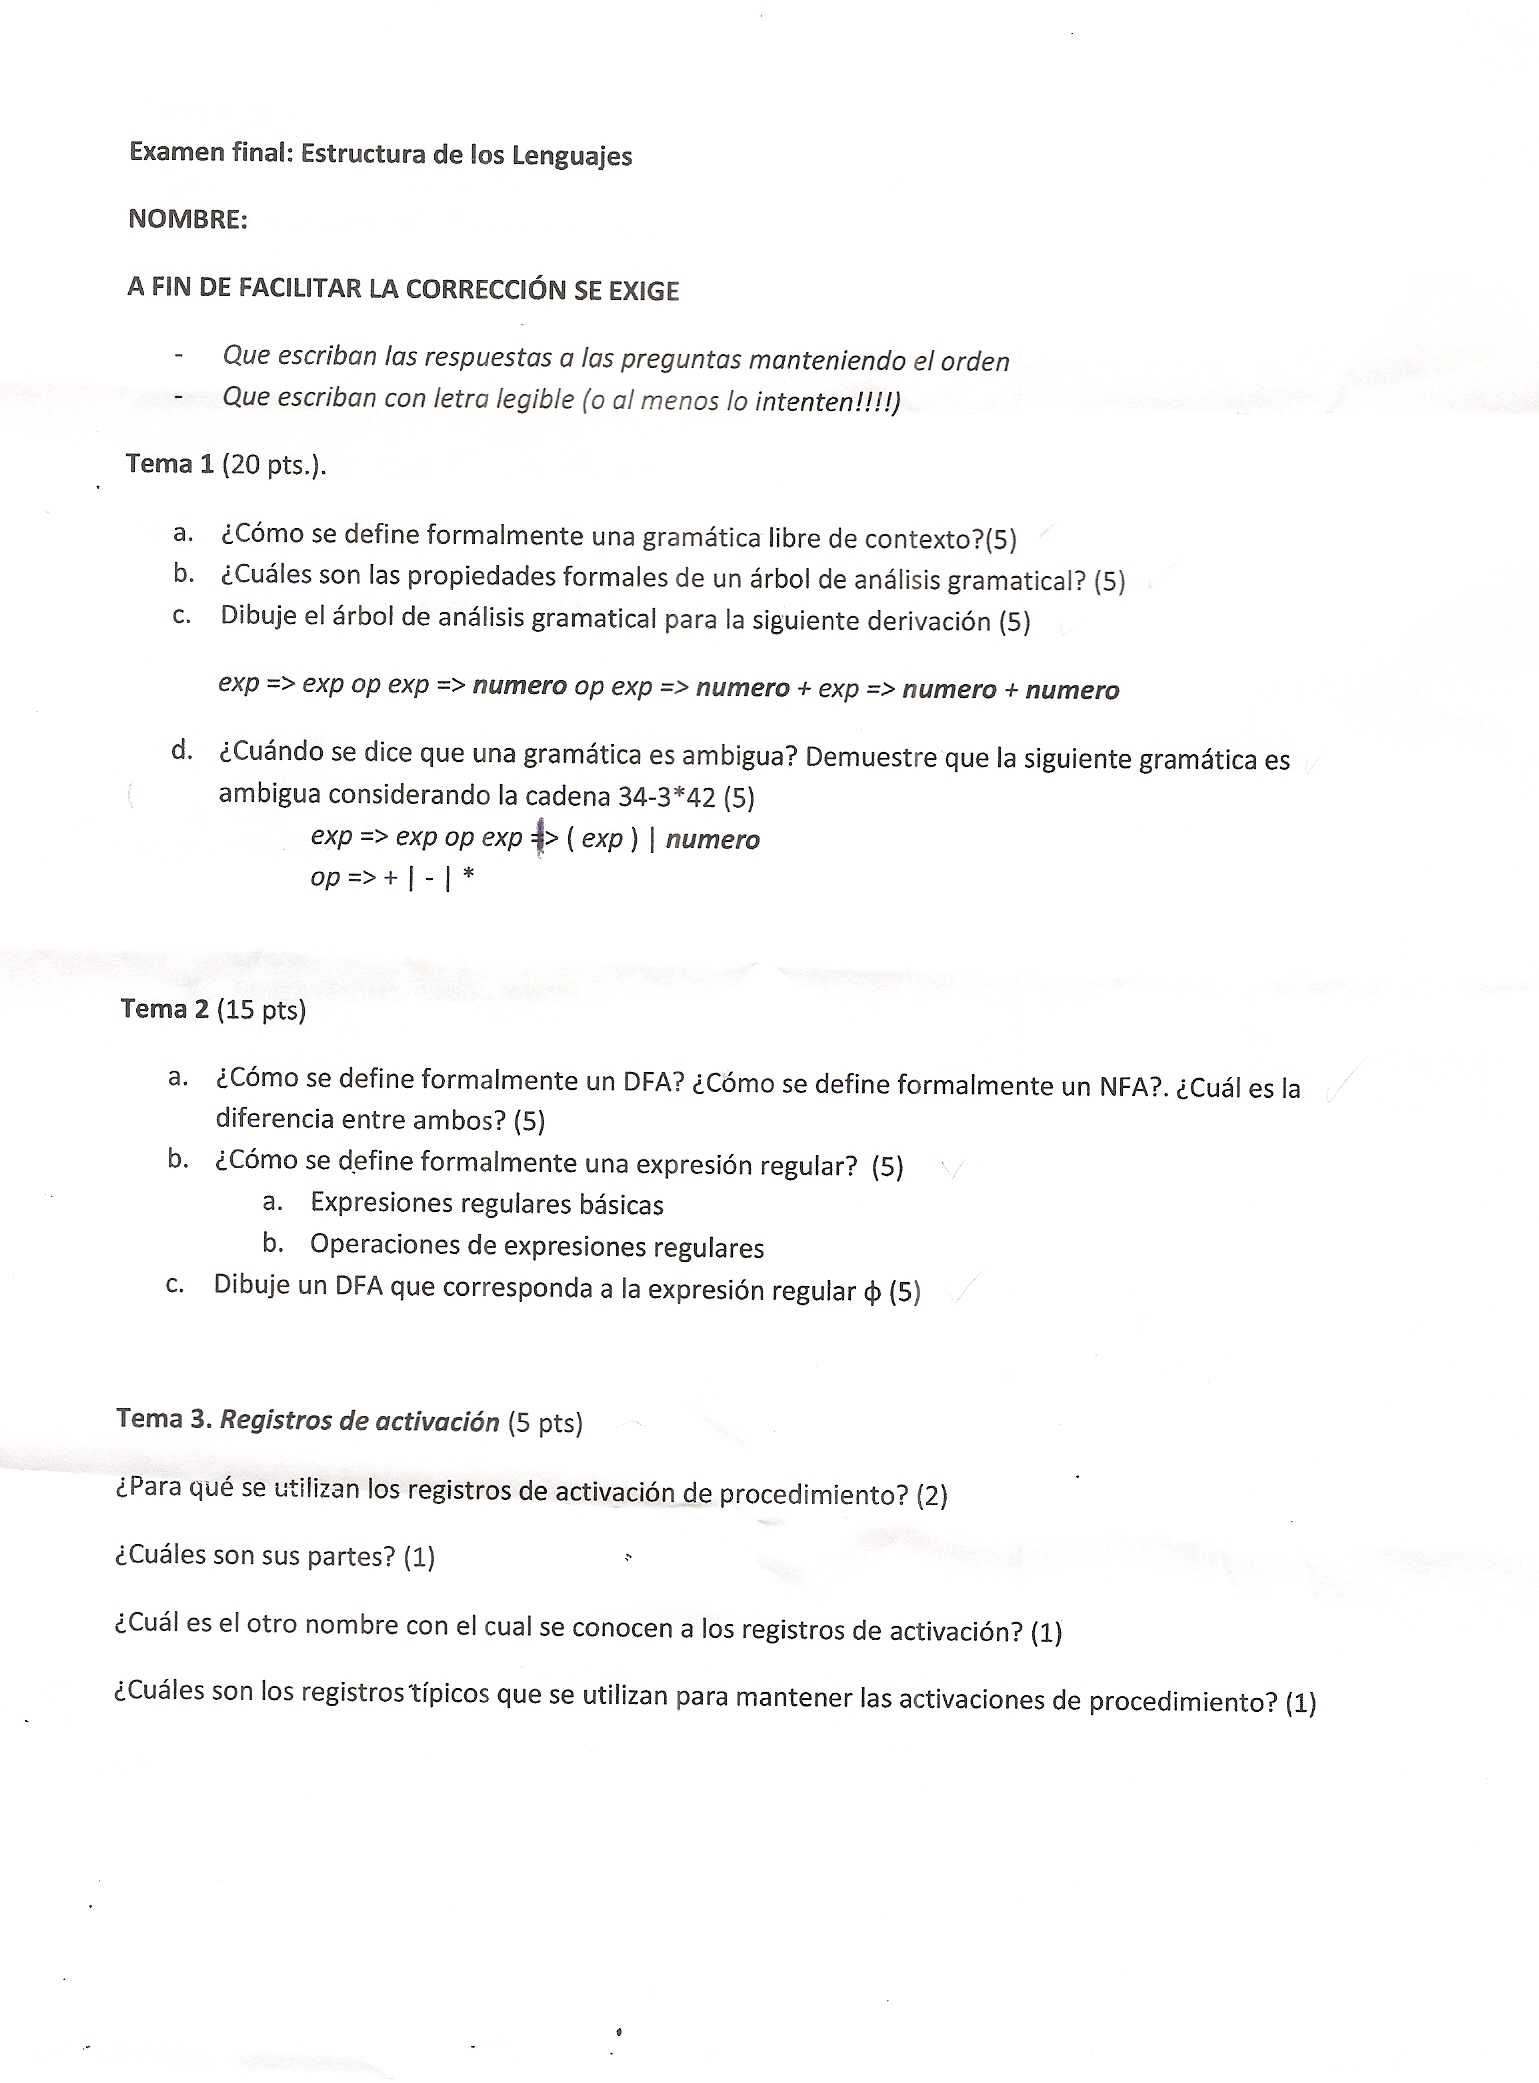 Examen final: Estructura de los Lenguajes
NOMBRE:
A FIN DE FACILITAR LA CORRECCIÓN SE EXIGE
- Que escriban las respuestas a las preguntas manteniendo el orden
- Que escriban con letra legible (o al menos lo intenten!!!!)
Tema 1 (20 pts.).
a. ¿Cómo se define formalmente una gramática libre de contexto?(5)
b. ¿Cuáles son las propiedades formales de un árbol de análisis gramatical? (5)
c. Dibuje el árbol de análisis gramatical para la siguiente derivación (5)
exp => exp op exp => numero op exp => numero + exp => numero + numero
d. ¿Cuándo se dice que una gramática es ambigua? Demuestre que la siguiente gramática es
ambigua considerando la cadena 34-3*42 (5)
exp => exp op exp => ( exp ) | numero
op => + | - | *
Tema 2 (15 pts)
a. ¿Cómo se define formalmente un DFA? ¿Cómo se define formalmente un NFA?. ¿Cuál es la
diferencia entre ambos? (5)
b. ¿Cómo se define formalmente una expresión regular? (5)
a. Expresiones regulares básicas
b. Operaciones de expresiones regulares
c. Dibuje un DFA que corresponda a la expresión regular ϕ (5)
Tema 3. Registros de activación (5 pts)
¿Para qué se utilizan los registros de activación de procedimiento? (2)
¿Cuáles son sus partes? (1)
¿Cuál es el otro nombre con el cual se conocen a los registros de activación? (1)
¿Cuáles son los registros típicos que se utilizan para mantener las activaciones de procedimiento? (1)